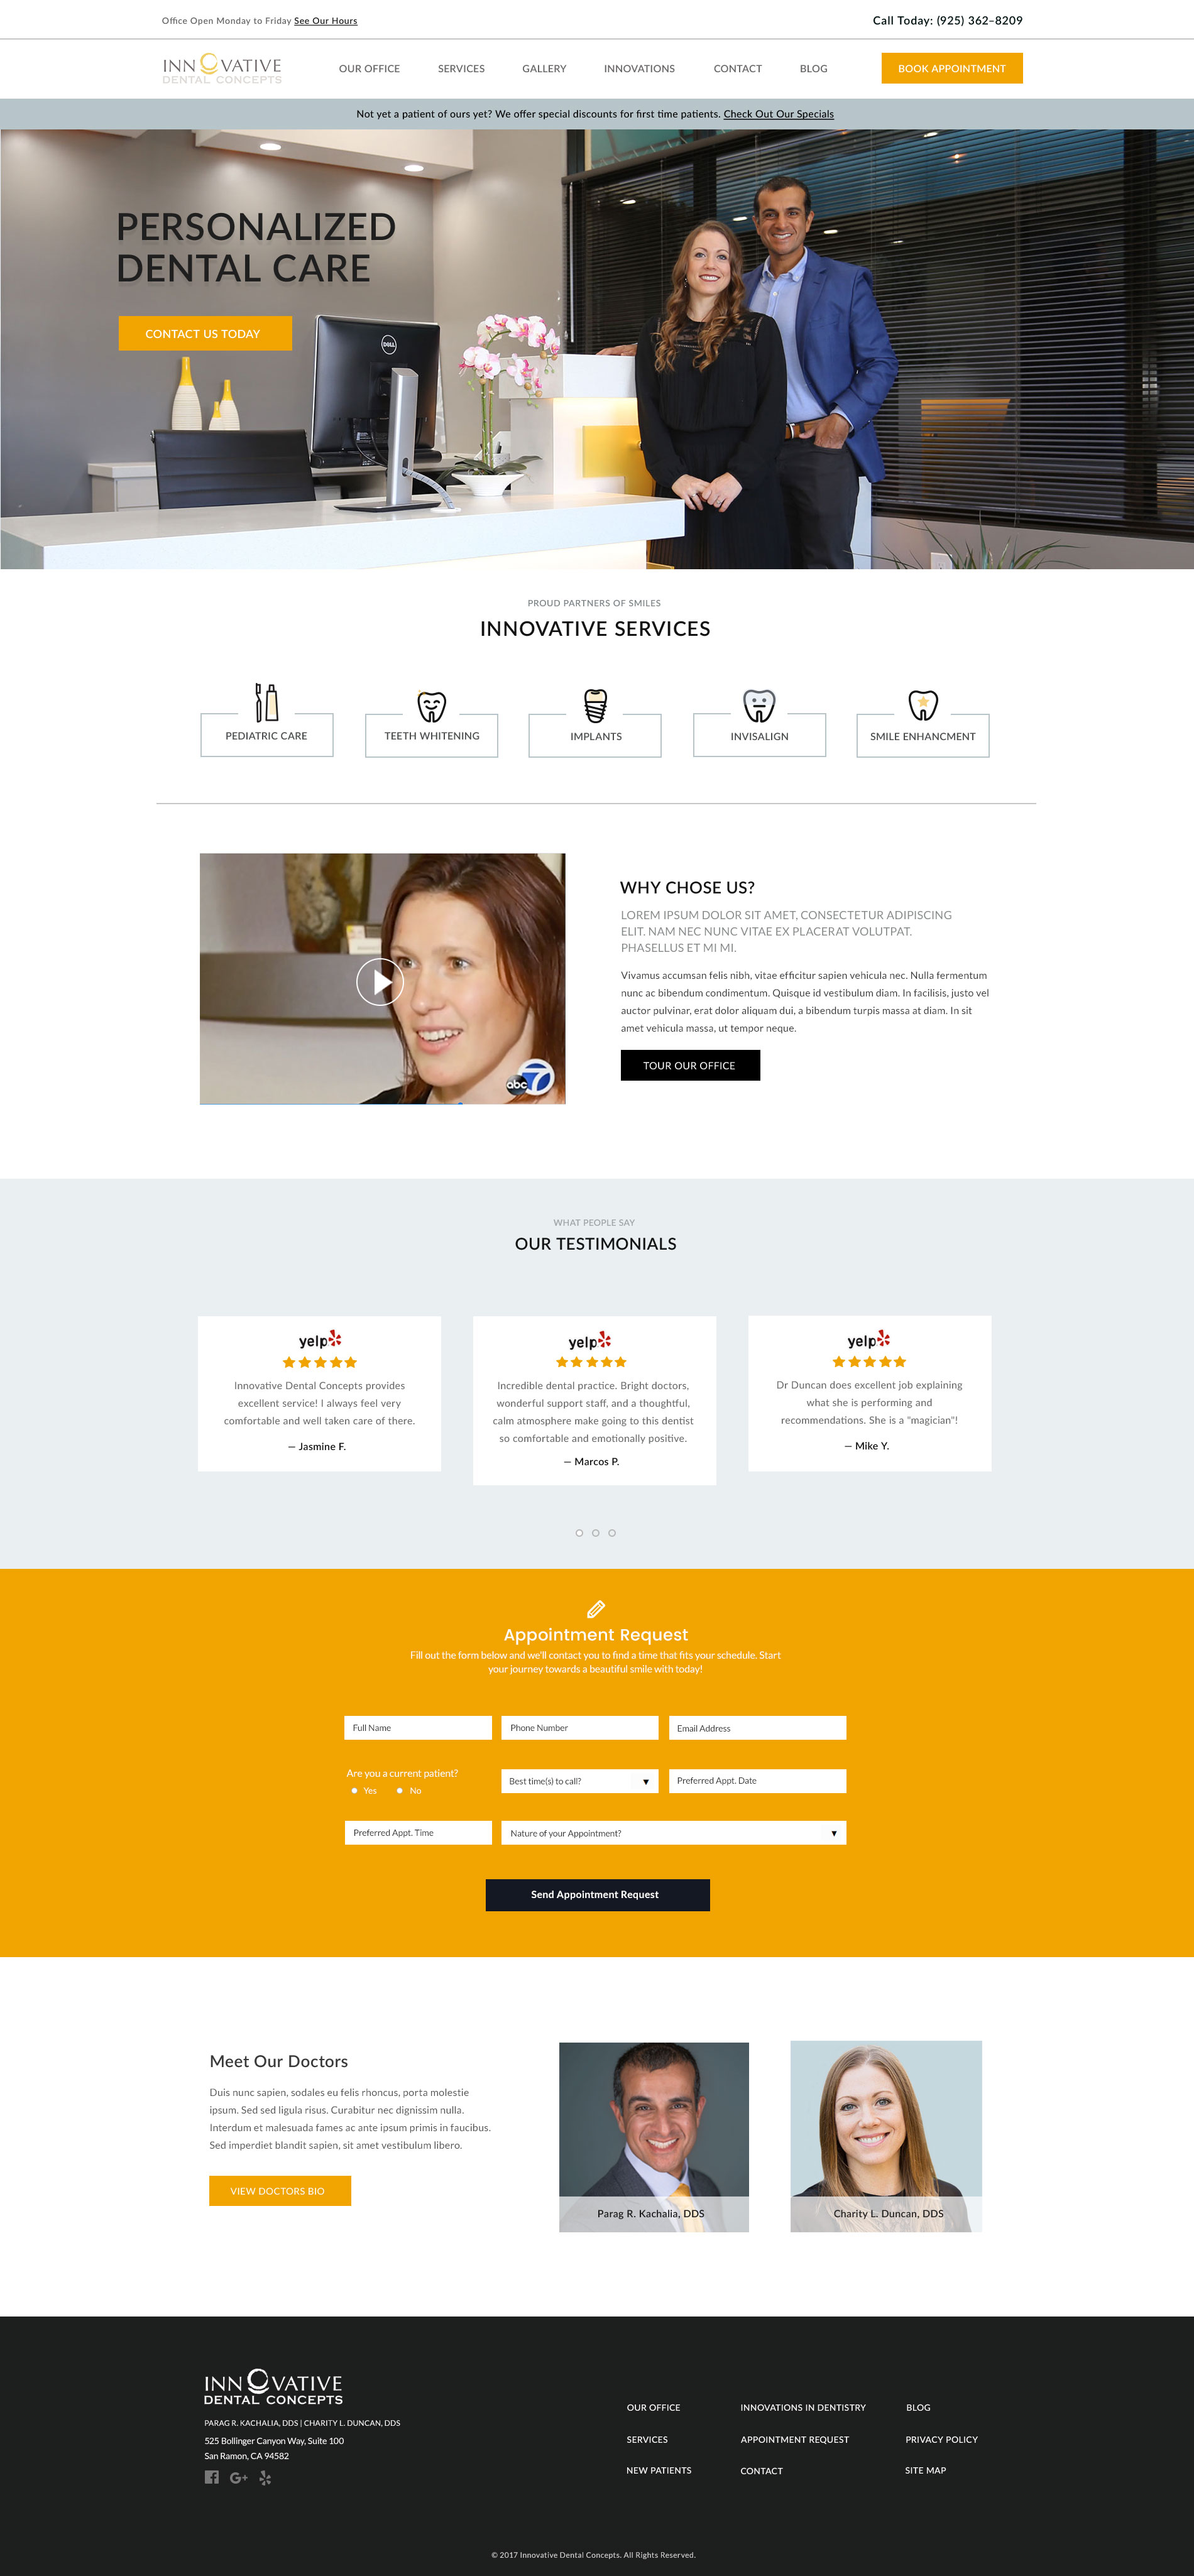 Office Open Monday to Friday See Our Hours
Call Today: (925) 362-8209
INNOVATIVE
DENTAL CONCEPTS
OUR OFFICE
SERVICES
GALLERY
INNOVATIONS
CONTACT
BLOG
BOOK APPOINTMENT
Not yet a patient of ours yet? We offer special discounts for first time patients. Check Out Our Specials
PERSONALIZED
DENTAL CARE
CONTACT US TODAY
DELL
PROUD PARTNERS OF SMILES
INNOVATIVE SERVICES
PEDIATRIC CARE
TEETH WHITENING
IMPLANTS
INVISALIGN
SMILE ENHANCMENT
abc 7
WHY CHOSE US?
LOREM IPSUM DOLOR SIT AMET, CONSECTETUR ADIPISCING
ELIT. NAM NEC NUNC VITAE EX PLACERAT VOLUTPAT.
PHASELLUS ET MI MI.
Vivamus accumsan felis nibh, vitae efficitur sapien vehicula nec. Nulla fermentum
nunc ac bibendum condimentum. Quisque id vestibulum diam. In facilisis, justo vel
auctor pulvinar, erat dolor aliquam dui, a bibendum turpis massa at diam. In sit
amet vehicula massa, ut tempor neque.
TOUR OUR OFFICE
WHAT PEOPLE SAY
OUR TESTIMONIALS
yelp
Innovative Dental Concepts provides
excellent service! I always feel very
comfortable and well taken care of there.
— Jasmine F.
yelp
Incredible dental practice. Bright doctors,
wonderful support staff, and a thoughtful,
calm atmosphere make going to this dentist
so comfortable and emotionally positive.
— Marcos P.
yelp
Dr Duncan does excellent job explaining
what she is performing and
recommendations. She is a "magician"!
— Mike Y.
Appointment Request
Fill out the form below and we'll contact you to find a time that fits your schedule. Start
your journey towards a beautiful smile with today!
Full Name
Phone Number
Email Address
Are you a current patient?
Yes
No
Best time(s) to call?
Preferred Appt. Date
Preferred Appt. Time
Nature of your Appointment?
Send Appointment Request
Meet Our Doctors
Duis nunc sapien, sodales eu felis rhoncus, porta molestie
ipsum. Sed sed ligula risus. Curabitur nec dignissim nulla.
Interdum et malesuada fames ac ante ipsum primis in faucibus.
Sed imperdiet blandit sapien, sit amet vestibulum libero.
VIEW DOCTORS BIO
Parag R. Kachalia, DDS
Charity L. Duncan, DDS
INNOVATIVE
DENTAL CONCEPTS
PARAG R. KACHALIA, DDS | CHARITY L. DUNCAN, DDS
525 Bollinger Canyon Way, Suite 100
San Ramon, CA 94582
G+
OUR OFFICE
INNOVATIONS IN DENTISTRY
BLOG
SERVICES
APPOINTMENT REQUEST
PRIVACY POLICY
NEW PATIENTS
CONTACT
SITE MAP
© 2017 Innovative Dental Concepts. All Rights Reserved.